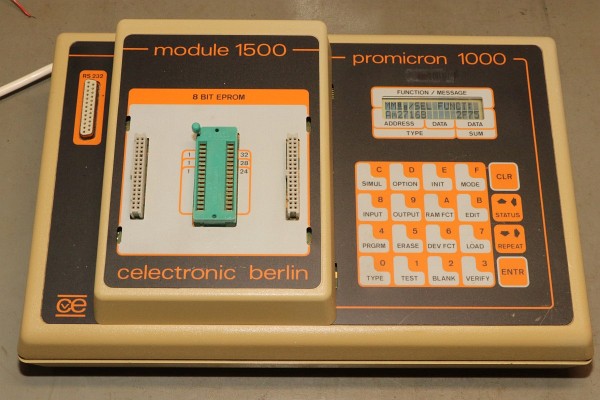 module 1500
promicron 1000
RS 232
8 BIT EPROM
1 32
1 28
1 24
celectronic berlin
ce
FUNCTION / MESSAGE
ADDRESS DATA DATA
TYPE SUM
C D E F
SIMUL OPTION INIT MODE CLR
8 9 A B
INPUT OUTPUT RAM FCT EDIT STATUS
4 5 6 7
PRGRM ERASE DEV FCT LOAD REPEAT
0 1 2 3
TYPE TEST BLANK VERIFY ENTR